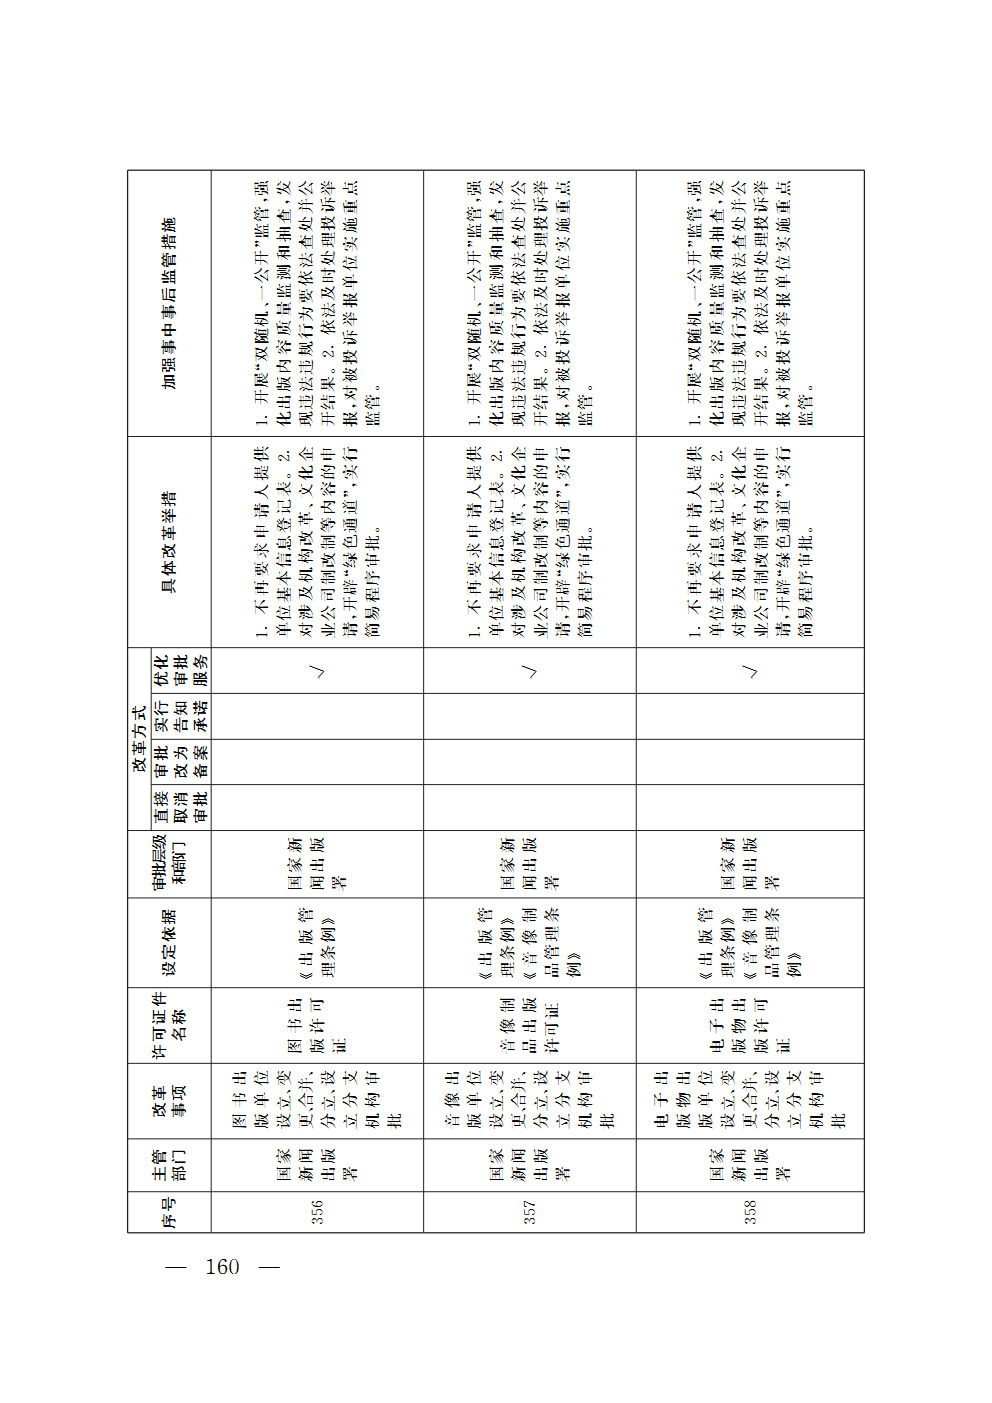 序号
主管
部门
改革
事项
许可证件
名称
设定依据
审批层级
和部门
改革方式
直接
取消
审批
审批
改为
备案
实行
告知
承诺
优化
审批
服务
具体改革举措
加强事中事后监管措施
356
国家
新闻
出版
署
图书出
版单位
设立、变
更、合并、
分立、设
立分支
机构审
批
图书出
版许可
证
《出版管
理条例》
国家新
闻出版
署
√
1. 不再要求申请人提供
单位基本信息登记表。2.
对涉及机构改革、文化企
业公司制改制等内容的申
请,开辟“绿色通道”,实行
简易程序审批。
1. 开展“双随机、一公开”监管,强
化出版内容质量监测和抽查,发
现违法违规行为要依法查处并公
开结果。2. 依法及时处理投诉举
报,对被投诉举报单位实施重点
监管。
357
国家
新闻
出版
署
音像出
版单位
设立、变
更、合并、
分立、设
立分支
机构审
批
音像制
品出版
许可证
《出版管
理条例》
《音像制
品管理条
例》
国家新
闻出版
署
√
1. 不再要求申请人提供
单位基本信息登记表。2.
对涉及机构改革、文化企
业公司制改制等内容的申
请,开辟“绿色通道”,实行
简易程序审批。
1. 开展“双随机、一公开”监管,强
化出版内容质量监测和抽查,发
现违法违规行为要依法查处并公
开结果。2. 依法及时处理投诉举
报,对被投诉举报单位实施重点
监管。
358
国家
新闻
出版
署
电子出
版物出
版单位
设立、变
更、合并、
分立、设
立分支
机构审
批
电子出
版物出
版许可
证
《出版管
理条例》
《音像制
品管理条
例》
国家新
闻出版
署
√
1. 不再要求申请人提供
单位基本信息登记表。2.
对涉及机构改革、文化企
业公司制改制等内容的申
请,开辟“绿色通道”,实行
简易程序审批。
1. 开展“双随机、一公开”监管,强
化出版内容质量监测和抽查,发
现违法违规行为要依法查处并公
开结果。2. 依法及时处理投诉举
报,对被投诉举报单位实施重点
监管。
— 160 —